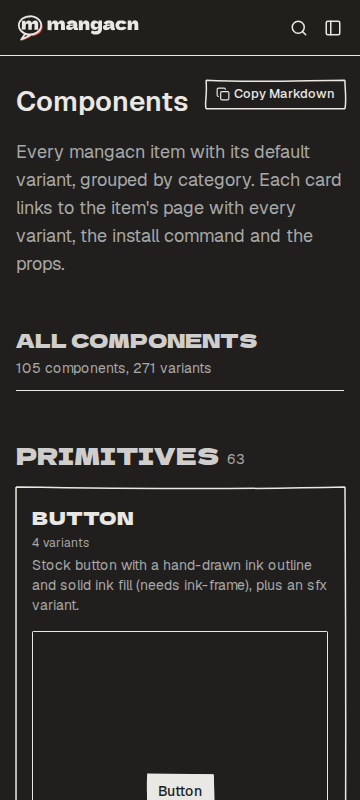 mangacn
Components
Copy Markdown
Every mangacn item with its default
variant, grouped by category. Each card
links to the item's page with every
variant, the install command and the
props.
ALL COMPONENTS
105 components, 271 variants
PRIMITIVES 63
BUTTON
4 variants
Stock button with a hand-drawn ink outline
and solid ink fill (needs ink-frame), plus an sfx
variant.
Button